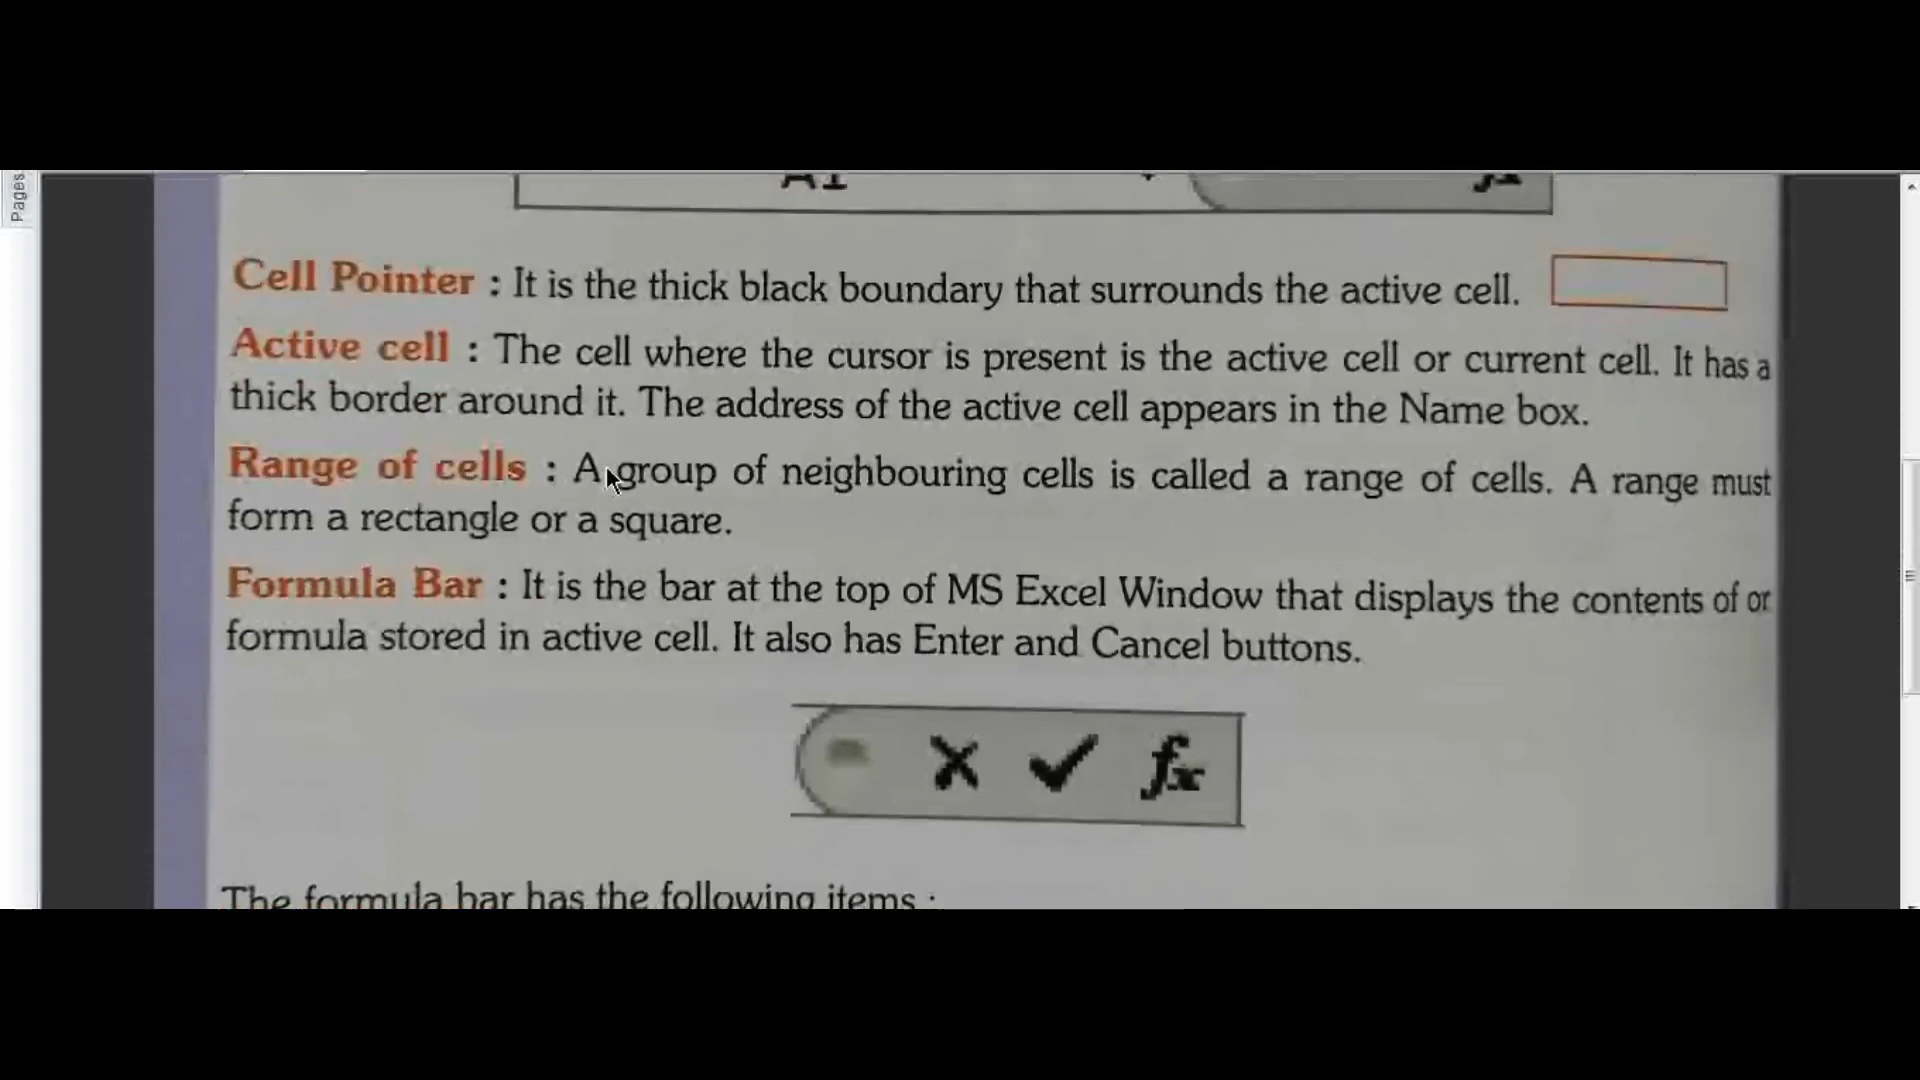 Pages
A1 fx
Cell Pointer : It is the thick black boundary that surrounds the active cell.
Active cell : The cell where the cursor is present is the active cell or current cell. It has a
thick border around it. The address of the active cell appears in the Name box.
Range of cells : A group of neighbouring cells is called a range of cells. A range must
form a rectangle or a square.
Formula Bar : It is the bar at the top of MS Excel Window that displays the contents of or
formula stored in active cell. It also has Enter and Cancel buttons.
fx
The formula bar has the following items :